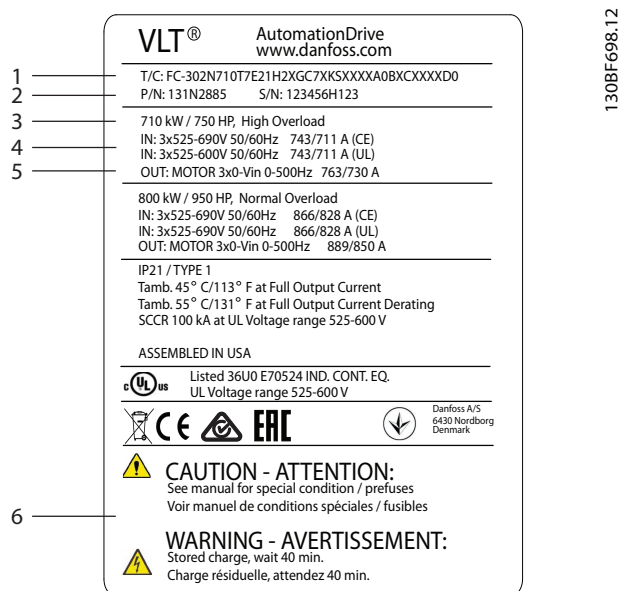 130BF698.12
VLT®
AutomationDrive
www.danfoss.com
1
T/C: FC-302N710T7E21H2XGC7XKSXXXXA0BXCXXXXD0
2
P/N: 131N2885 S/N: 123456H123
3
710 kW / 750 HP, High Overload
4
IN: 3x525-690V 50/60Hz 743/711 A (CE)
IN: 3x525-600V 50/60Hz 743/711 A (UL)
5
OUT: MOTOR 3x0-Vin 0-500Hz 763/730 A
800 kW / 950 HP, Normal Overload
IN: 3x525-690V 50/60Hz 866/828 A (CE)
IN: 3x525-690V 50/60Hz 866/828 A (UL)
OUT: MOTOR 3x0-Vin 0-500Hz 889/850 A
IP21 / TYPE 1
Tamb. 45° C/113° F at Full Output Current
Tamb. 55° C/131° F at Full Output Current Derating
SCCR 100 kA at UL Voltage range 525-600 V
ASSEMBLED IN USA
c UL us
Listed 36U0 E70524 IND. CONT. EQ.
UL Voltage range 525-600 V
CE EAC
Danfoss A/S
6430 Nordborg
Denmark
CAUTION - ATTENTION:
See manual for special condition / prefuses
Voir manuel de conditions spéciales / fusibles
6
WARNING - AVERTISSEMENT:
Stored charge, wait 40 min.
Charge résiduelle, attendez 40 min.